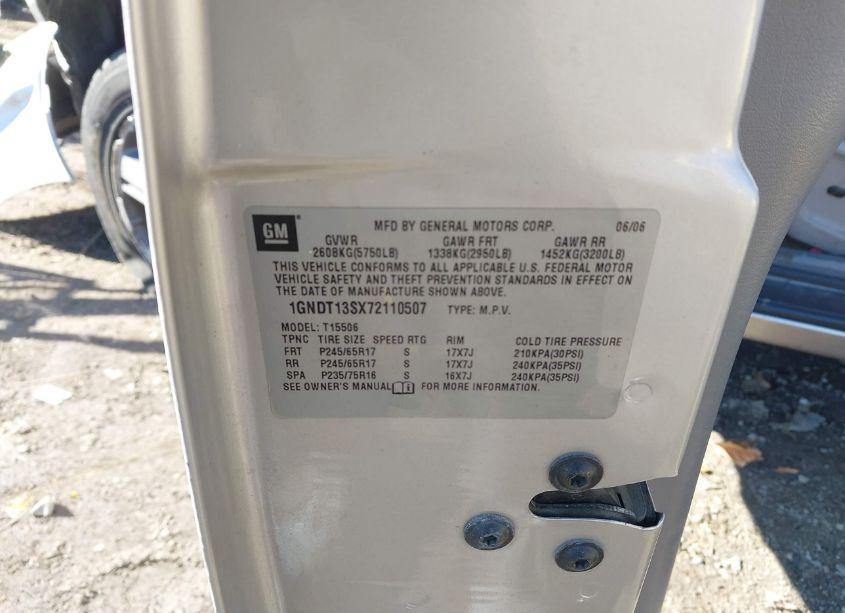 GM ® MFD BY GENERAL MOTORS CORP. 06/06
GVWR GAWR FRT GAWR RR
2608KG(5750LB) 1338KG(2950LB) 1452KG(3200LB)
THIS VEHICLE CONFORMS TO ALL APPLICABLE U.S. FEDERAL MOTOR
VEHICLE SAFETY AND THEFT PREVENTION STANDARDS IN EFFECT ON
THE DATE OF MANUFACTURE SHOWN ABOVE.
1GNDT13SX72110507 TYPE: M.P.V.
MODEL: T15506
TPNC TIRE SIZE SPEED RTG RIM COLD TIRE PRESSURE
FRT P245/65R17 S 17X7J 210KPA(30PSI)
RR P245/65R17 S 17X7J 240KPA(35PSI)
SPA P235/75R16 S 16X7J 240KPA(35PSI)
SEE OWNER'S MANUAL FOR MORE INFORMATION.